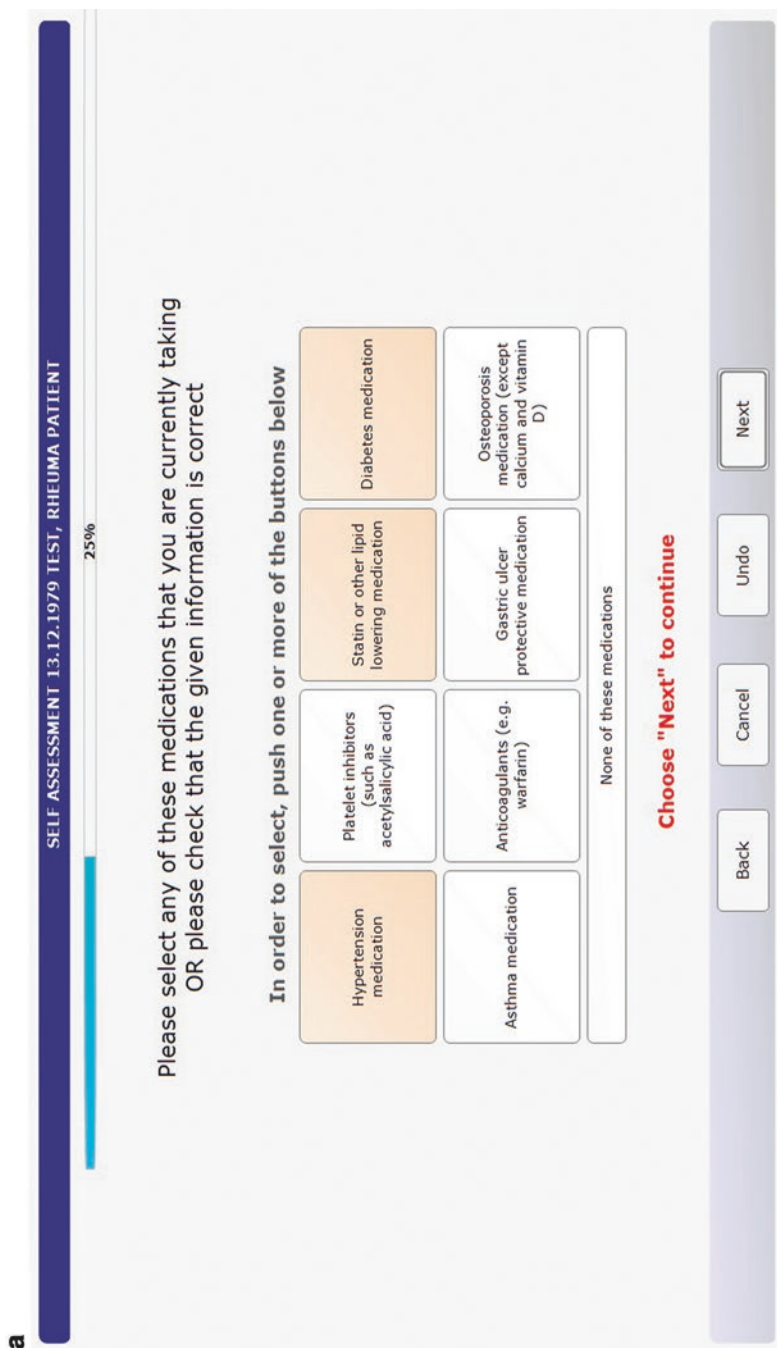 a
SELF ASSESSMENT 13.12.1979 TEST, RHEUMA PATIENT
25%
Please select any of these medications that you are currently taking
OR please check that the given information is correct
In order to select, push one or more of the buttons below
Hypertension
medication
Platelet inhibitors
(such as
acetylsalicylic acid)
Statin or other lipid
lowering medication
Diabetes medication
Asthma medication
Anticoagulants (e.g.
warfarin)
Gastric ulcer
protective medication
Osteoporosis
medication (except
calcium and vitamin
D)
None of these medications
Choose "Next" to continue
Back
Cancel
Undo
Next